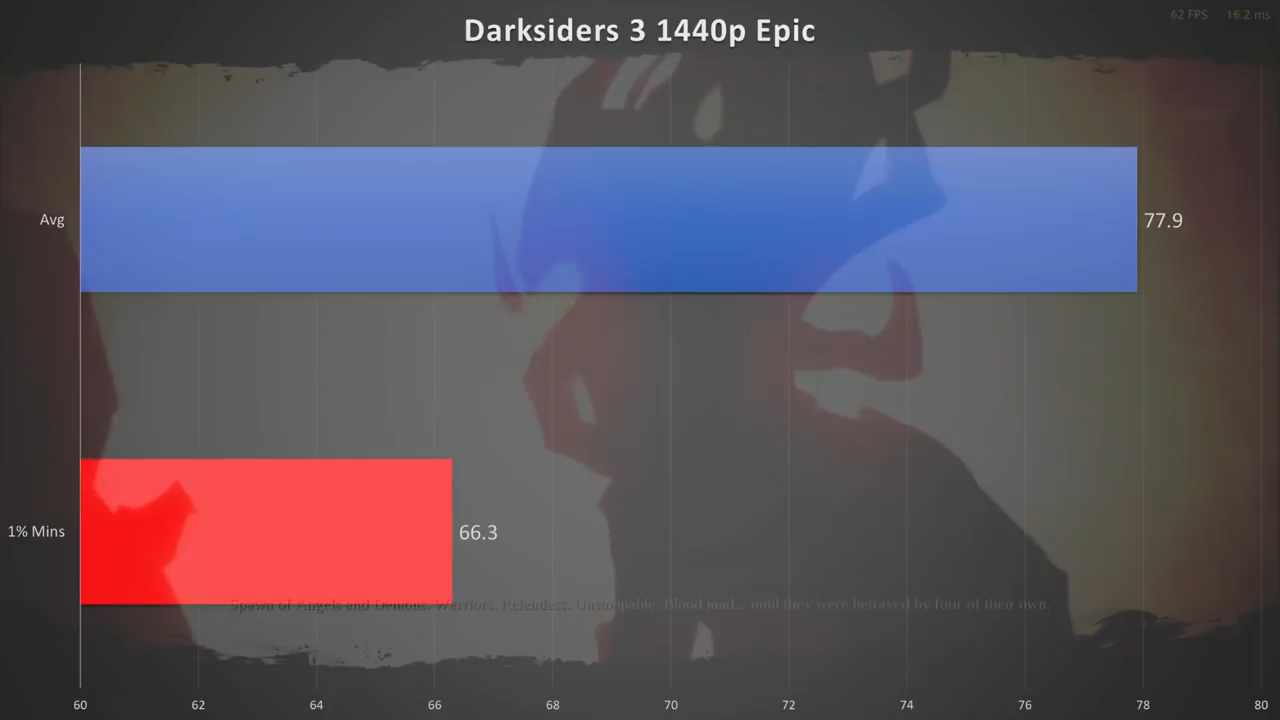 Darksiders 3 1440p Epic
62 FPS 16.2 ms
Avg 77.9
1% Mins 66.3
Spawn of Angels and Demons. Warriors. Relentless. Unstoppable. Blood mad... until they were betrayed by four of their own.
60 62 64 66 68 70 72 74 76 78 80